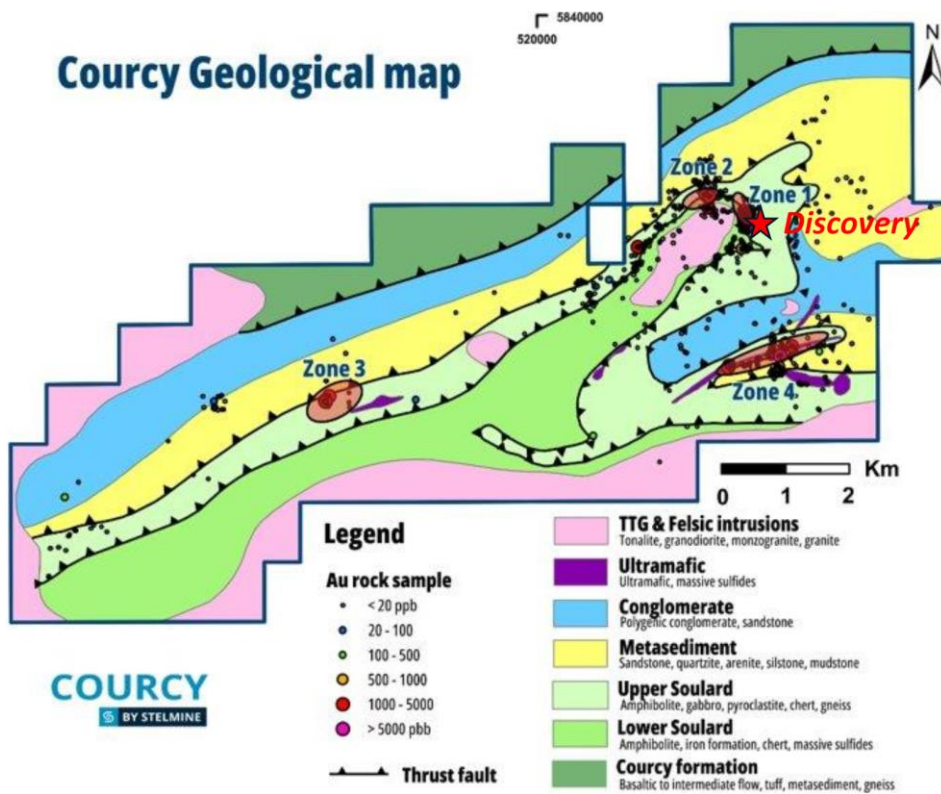 5840000
520000
N
Courcy Geological map
Zone 2
Zone 1
Discovery
Zone 3
Zone 4
Km
0 1 2
Legend
Au rock sample
< 20 ppb
20 - 100
100 - 500
500 - 1000
1000 - 5000
> 5000 pbb
Thrust fault
TTG & Felsic intrusions
Tonalite, granodiorite, monzogranite, granite
Ultramafic
Ultramafic, massive sulfides
Conglomerate
Polygenic conglomerate, sandstone
Metasediment
Sandstone, quartzite, arenite, silstone, mudstone
Upper Soulard
Amphibolite, gabbro, pyroclastite, chert, gneiss
Lower Soulard
Amphibolite, iron formation, chert, massive sulfides
Courcy formation
Basaltic to intermediate flow, tuff, metasediment, gneiss
COURCY
BY STELMINE